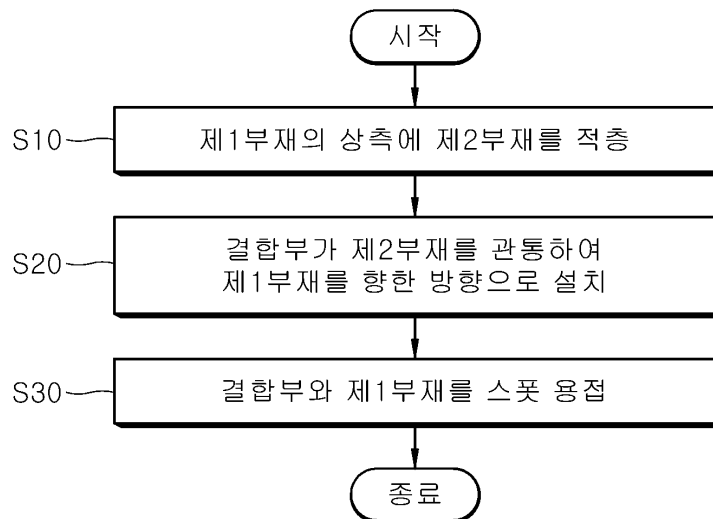 시작
S10
제1부재의 상측에 제2부재를 적층
S20
결합부가 제2부재를 관통하여
제1부재를 향한 방향으로 설치
S30
결합부와 제1부재를 스폿 용접
종료